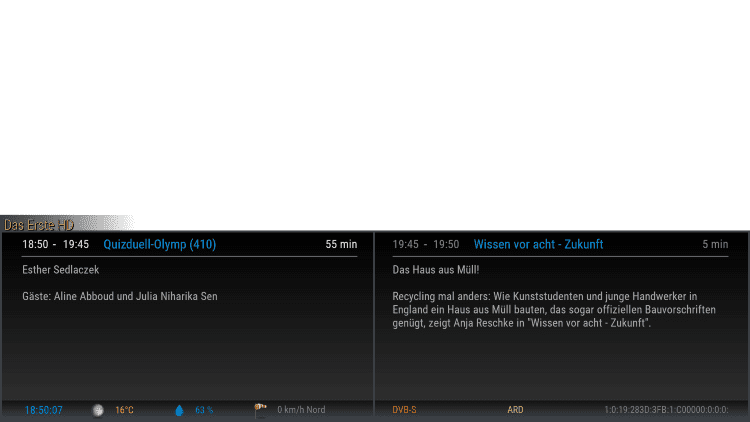 Das Erste HD
18:50 - 19:45 Quizduell-Olymp (410) 55 min
Esther Sedlaczek
Gäste: Aline Abboud und Julia Niharika Sen
19:45 - 19:50 Wissen vor acht - Zukunft 5 min
Das Haus aus Müll!
Recycling mal anders: Wie Kunststudenten und junge Handwerker in
England ein Haus aus Müll bauten, das sogar offiziellen Bauvorschriften
genügt, zeigt Anja Reschke in "Wissen vor acht - Zukunft".
18:50:07 16°C 63 % 0 km/h Nord DVB-S ARD 1:0:19:283D:3FB:1:C00000:0:0:0: